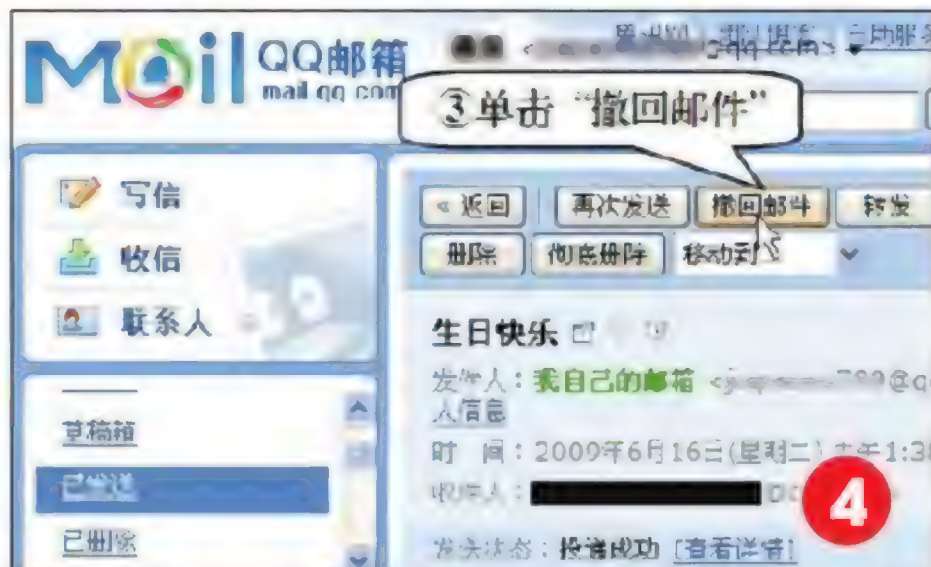 Mail QQ邮箱
mail.qq.com
③单击“撤回邮件”
写信
收信
联系人
« 返回 再次发送 撤回邮件 转发
删除 彻底删除 移动到
生日快乐
发件人：我自己的邮箱
人信息
时 间：2009年6月16日(星期二)
收件人：
发送状态：投递成功 [查看详情]
草稿箱
已发送
已删除
4